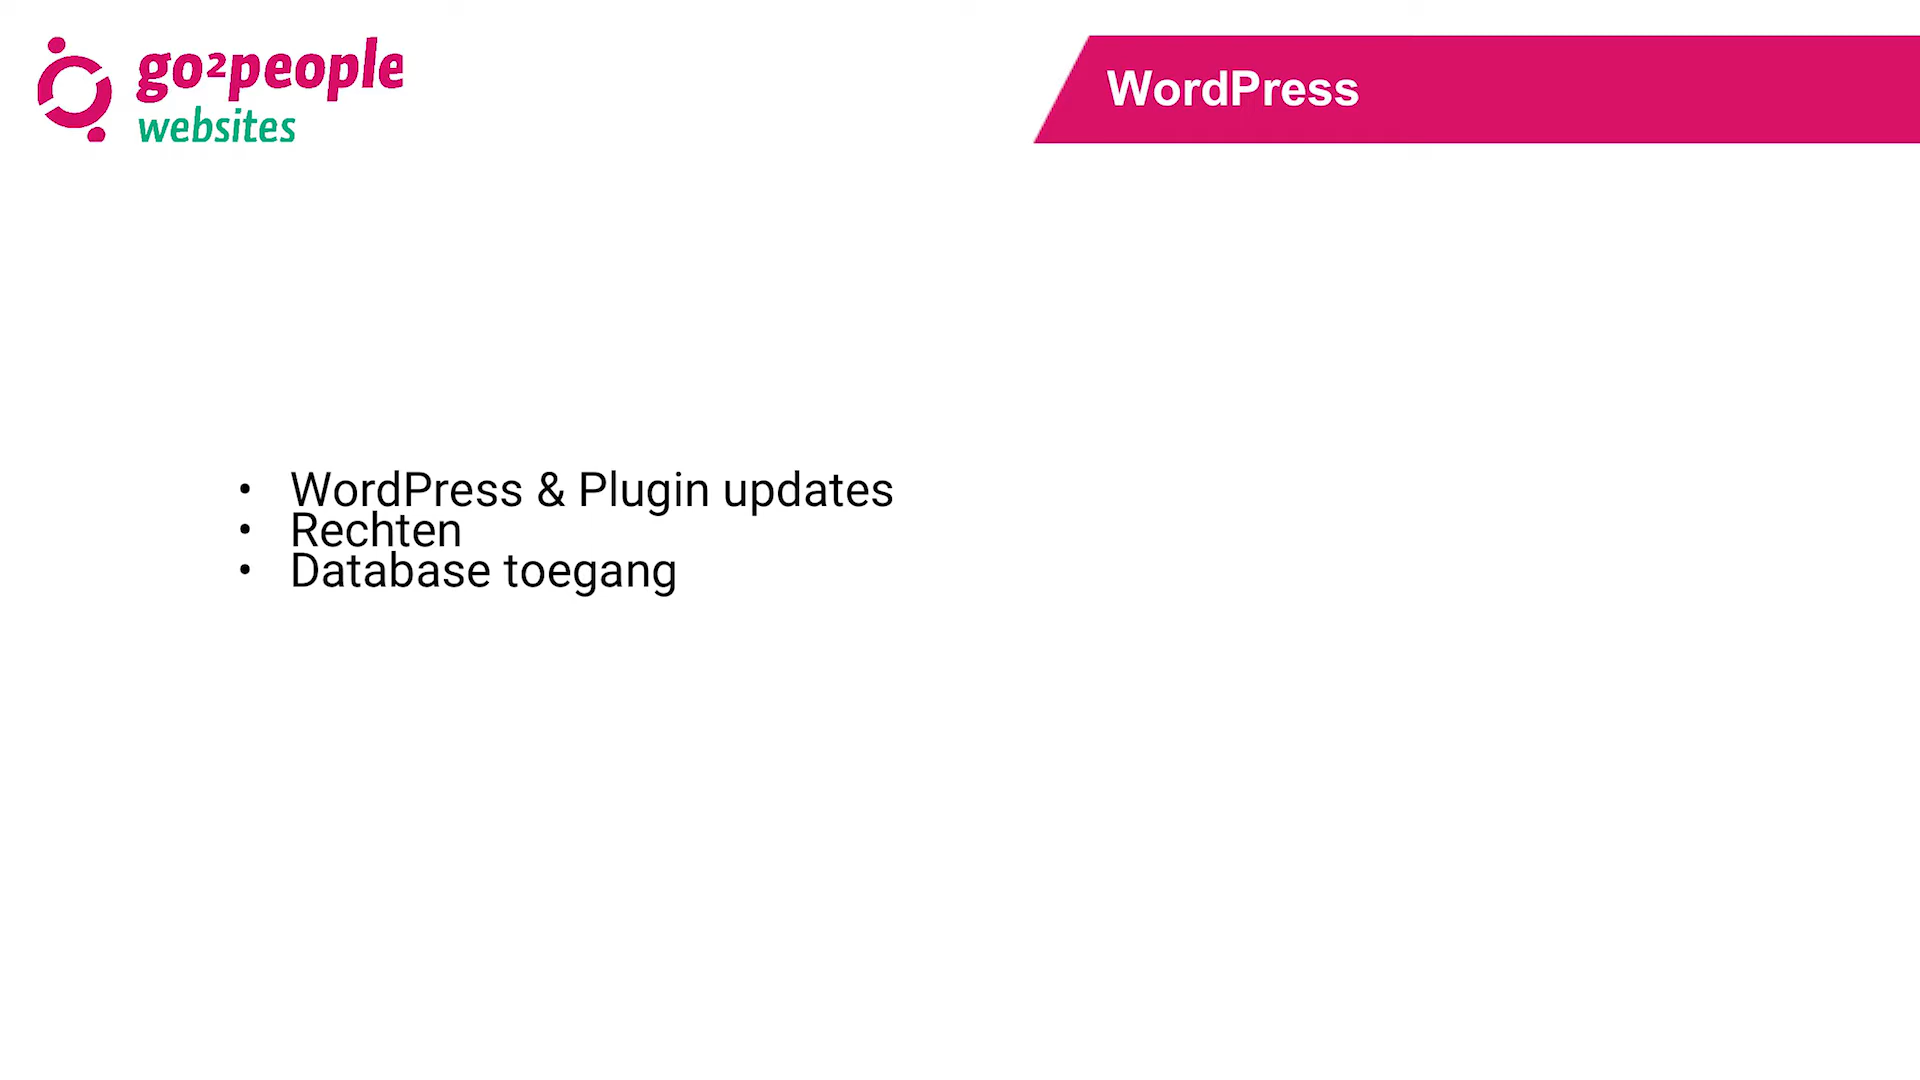 go2people
websites
WordPress
• WordPress & Plugin updates
• Rechten
• Database toegang